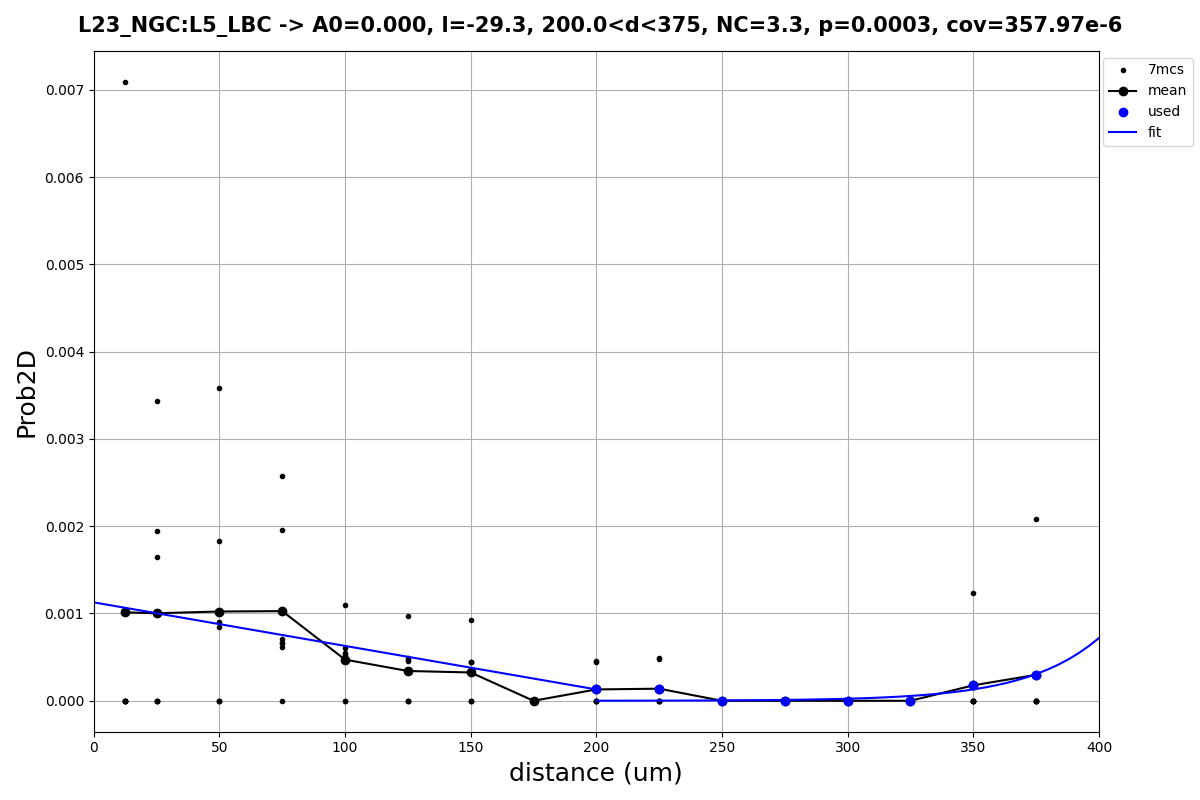 L23_NGC:L5_LBC -> A0=0.000, l=-29.3, 200.0<d<375, NC=3.3, p=0.0003, cov=357.97e-6
7mcs
mean
used
fit
0.007
0.006
0.005
0.004
0.003
0.002
0.001
0.000
Prob2D
0 50 100 150 200 250 300 350 400
distance (um)